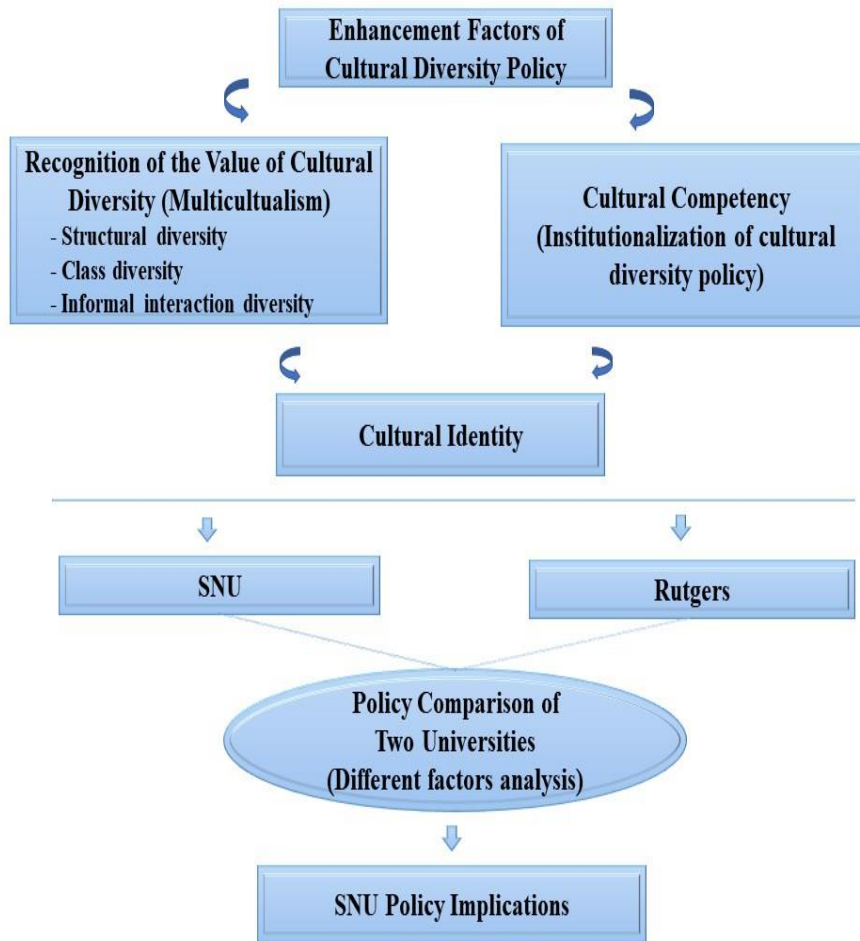 Enhancement Factors of
Cultural Diversity Policy
Recognition of the Value of Cultural
Diversity (Multicultualism)
- Structural diversity
- Class diversity
- Informal interaction diversity
Cultural Competency
(Institutionalization of cultural
diversity policy)
Cultural Identity
SNU
Rutgers
Policy Comparison of
Two Universities
(Different factors analysis)
SNU Policy Implications